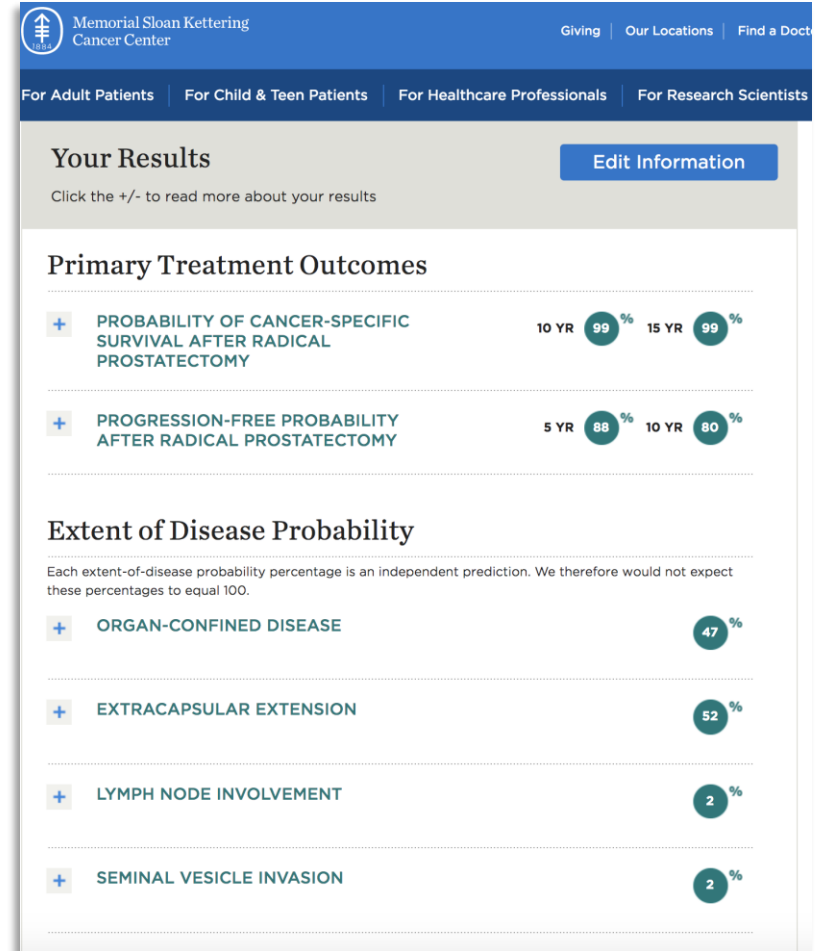 Memorial Sloan Kettering
Cancer Center
1884
Giving Our Locations Find a Docto
For Adult Patients For Child & Teen Patients For Healthcare Professionals For Research Scientists
Your Results
Edit Information
Click the +/- to read more about your results
Primary Treatment Outcomes
+ PROBABILITY OF CANCER-SPECIFIC
SURVIVAL AFTER RADICAL
PROSTATECTOMY
10 YR 99 % 15 YR 99 %
+ PROGRESSION-FREE PROBABILITY
AFTER RADICAL PROSTATECTOMY
5 YR 88 % 10 YR 80 %
Extent of Disease Probability
Each extent-of-disease probability percentage is an independent prediction. We therefore would not expect
these percentages to equal 100.
+ ORGAN-CONFINED DISEASE 47 %
+ EXTRACAPSULAR EXTENSION 52 %
+ LYMPH NODE INVOLVEMENT 2 %
+ SEMINAL VESICLE INVASION 2 %